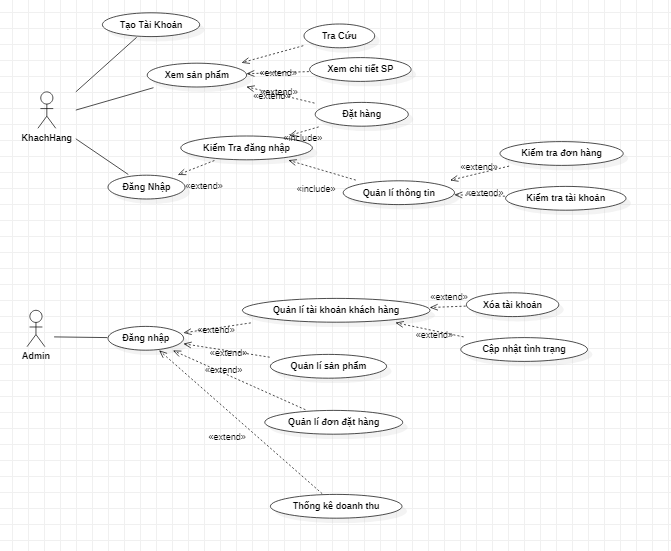 Tạo Tài Khoản
Tra Cứu
Xem sản phẩm
«extend»
Xem chi tiết SP
«extend»
«extend»
Đặt hàng
KhachHang
«include»
Kiểm Tra đăng nhập
Kiểm tra đơn hàng
«extend»
Đăng Nhập
«extend»
«include»
Quản lí thông tin
«extend»
Kiểm tra tài khoản
Quản lí tài khoản khách hàng
«extend»
Xóa tài khoản
Admin
Đăng nhập
«extend»
«extend»
Cập nhật tình trạng
«extend»
Quản lí sản phẩm
«extend»
Quản lí đơn đặt hàng
«extend»
Thống kê doanh thu